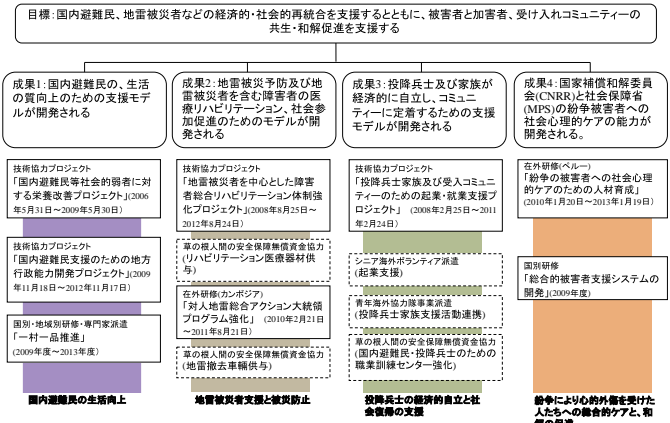 目標：国内避難民、地雷被災者などの経済的・社会的再統合を支援するとともに、被害者と加害者、受け入れコミュニティーの
共生・和解促進を支援する
成果1：国内避難民の、生活
の質向上のための支援モデ
ルが開発される
成果2：地雷被災予防及び地
雷被災者を含む障害者の医
療リハビリテーション、社会参
加促進のためのモデルが開
発される
成果3：投降兵士及び家族が
経済的に自立し、コミュニ
ティーに定着するための支援
モデルが開発される
成果4：国家補償和解委員
会(CNRR)と社会保障省
(MPS)の紛争被害者への
社会心理的ケアの能力が
開発される。
技術協力プロジェクト
「国内避難民等社会的弱者に対
する栄養改善プロジェクト」(2006
年5月31日～2009年5月30日)
技術協力プロジェクト
「国内避難民支援のための地方
行政能力開発プロジェクト」(2009
年11月18日～2012年11月17日)
国別・地域別研修・専門家派遣
「一村一品推進」
(2009年度～2013年度)
国内避難民の生活向上
技術協力プロジェクト
「地雷被災者を中心とした障害
者総合リハビリテーション体制強
化プロジェクト」(2008年8月25日～
2012年8月24日)
草の根人間の安全保障無償資金協力
(リハビリテーション医療器材供
与)
在外研修(カンボジア)
「対人地雷総合アクション大統領
プログラム強化」 (2010年2月21日
～2011年8月21日)
草の根人間の安全保障無償資金協力
(地雷撤去車輌供与)
地雷被災者支援と被災防止
技術協力プロジェクト
「投降兵士家族及び受入コミュニ
ティーのための起業・就業支援プ
ロジェクト」 (2008年2月25日～2011
年2月24日)
シニア海外ボランティア派遣
(起業支援)
青年海外協力隊事業派遣
(投降兵士家族支援活動連携)
草の根人間の安全保障無償資金協力
(国内避難民・投降兵士のための
職業訓練センター強化)
投降兵士の経済的自立と社
会復帰の支援
在外研修(ペルー)
「紛争の被害者への社会心理
的ケアのための人材育成」
(2010年1月20日～2013年1月19日)
国別研修
「総合的被害者支援システムの
開発」(2009年度)
紛争により心的外傷を受けた
人たちへの総合的ケアと、和
解の促進